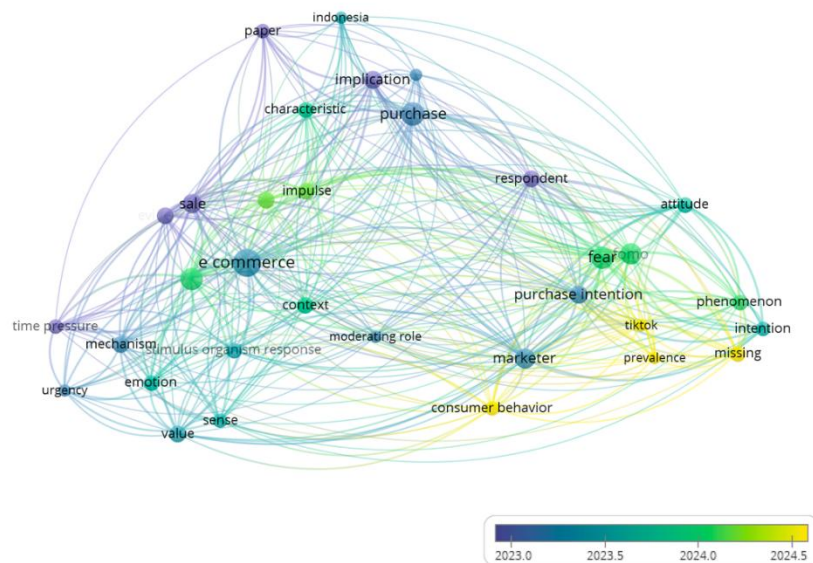 indonesia
paper
implication
characteristic
purchase
impulse
respondent
sale
attitude
e commerce
fear
fomo
purchase intention
context
phenomenon
time pressure
tiktok
intention
mechanism
moderating role
stumulus organism response
marketer
prevalence
missing
urgency
emotion
consumer behavior
sense
value
2023.0 2023.5 2024.0 2024.5